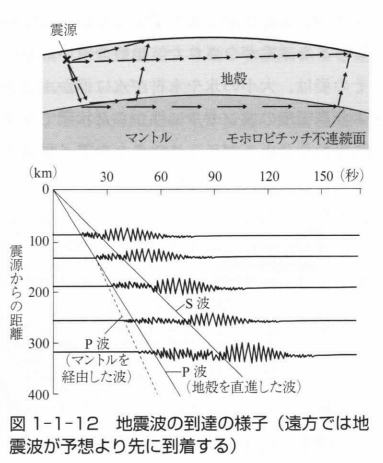 震源
地殻
マントル
モホロビチッチ不連続面
(km)
30
60
90
120
150
(秒)
0
100
200
300
400
震源からの距離
S波
P波
(マントルを
経由した波)
P波
(地殻を直進した波)
図 1-1-12 地震波の到達の様子（遠方では地
震波が予想より先に到着する）